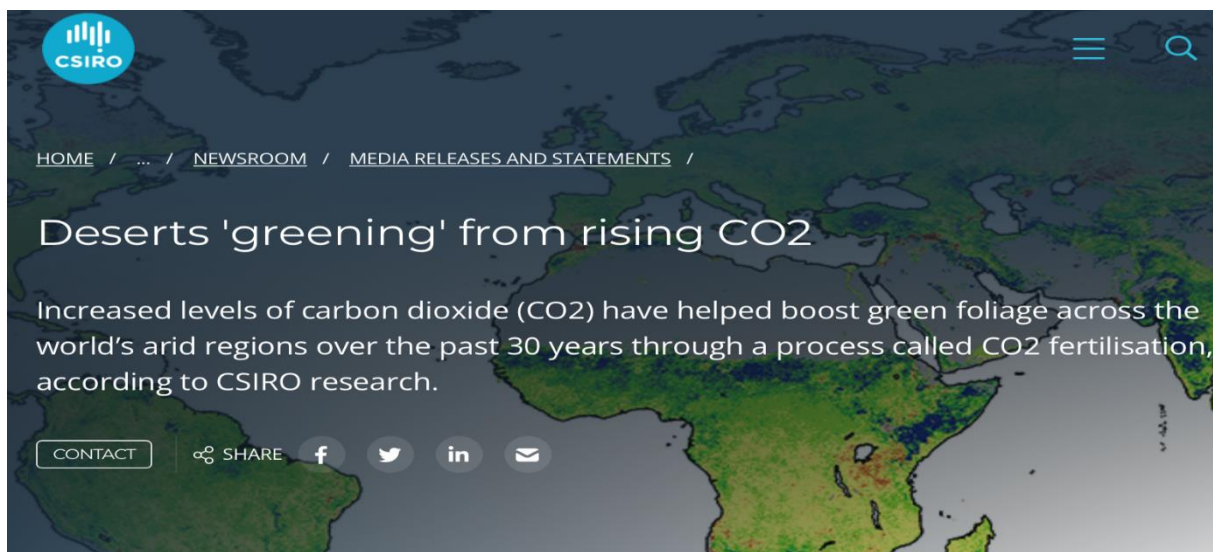 CSIRO
HOME / ... / NEWSROOM / MEDIA RELEASES AND STATEMENTS /
Deserts 'greening' from rising CO2
Increased levels of carbon dioxide (CO2) have helped boost green foliage across the
world's arid regions over the past 30 years through a process called CO2 fertilisation,
according to CSIRO research.
CONTACT SHARE